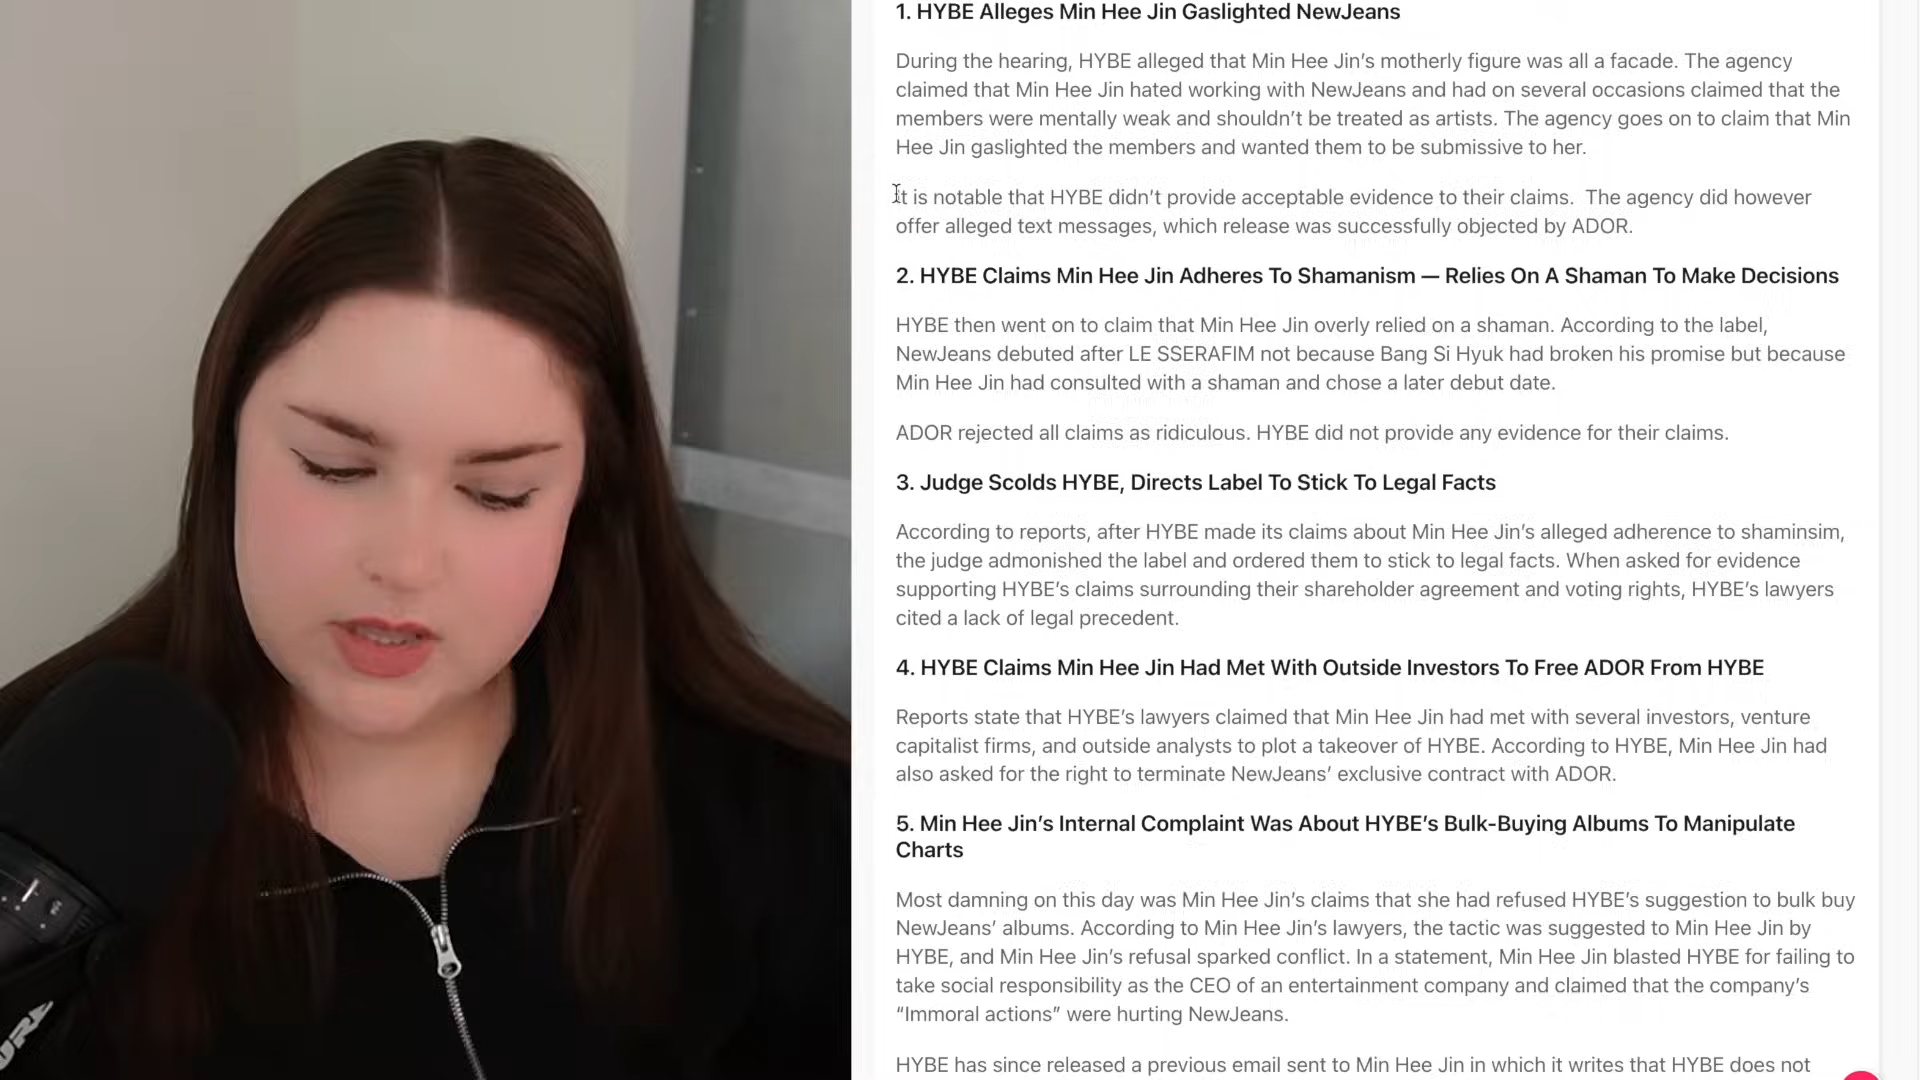 1. HYBE Alleges Min Hee Jin Gaslighted NewJeans
During the hearing, HYBE alleged that Min Hee Jin’s motherly figure was all a facade. The agency
claimed that Min Hee Jin hated working with NewJeans and had on several occasions claimed that the
members were mentally weak and shouldn’t be treated as artists. The agency goes on to claim that Min
Hee Jin gaslighted the members and wanted them to be submissive to her.
It is notable that HYBE didn’t provide acceptable evidence to their claims. The agency did however
offer alleged text messages, which release was successfully objected by ADOR.
2. HYBE Claims Min Hee Jin Adheres To Shamanism — Relies On A Shaman To Make Decisions
HYBE then went on to claim that Min Hee Jin overly relied on a shaman. According to the label,
NewJeans debuted after LE SSERAFIM not because Bang Si Hyuk had broken his promise but because
Min Hee Jin had consulted with a shaman and chose a later debut date.
ADOR rejected all claims as ridiculous. HYBE did not provide any evidence for their claims.
3. Judge Scolds HYBE, Directs Label To Stick To Legal Facts
According to reports, after HYBE made its claims about Min Hee Jin’s alleged adherence to shaminsim,
the judge admonished the label and ordered them to stick to legal facts. When asked for evidence
supporting HYBE’s claims surrounding their shareholder agreement and voting rights, HYBE’s lawyers
cited a lack of legal precedent.
4. HYBE Claims Min Hee Jin Had Met With Outside Investors To Free ADOR From HYBE
Reports state that HYBE’s lawyers claimed that Min Hee Jin had met with several investors, venture
capitalist firms, and outside analysts to plot a takeover of HYBE. According to HYBE, Min Hee Jin had
also asked for the right to terminate NewJeans’ exclusive contract with ADOR.
5. Min Hee Jin’s Internal Complaint Was About HYBE’s Bulk-Buying Albums To Manipulate
Charts
Most damning on this day was Min Hee Jin’s claims that she had refused HYBE’s suggestion to bulk buy
NewJeans’ albums. According to Min Hee Jin’s lawyers, the tactic was suggested to Min Hee Jin by
HYBE, and Min Hee Jin’s refusal sparked conflict. In a statement, Min Hee Jin blasted HYBE for failing to
take social responsibility as the CEO of an entertainment company and claimed that the company’s
“Immoral actions” were hurting NewJeans.
HYBE has since released a previous email sent to Min Hee Jin in which it writes that HYBE does not